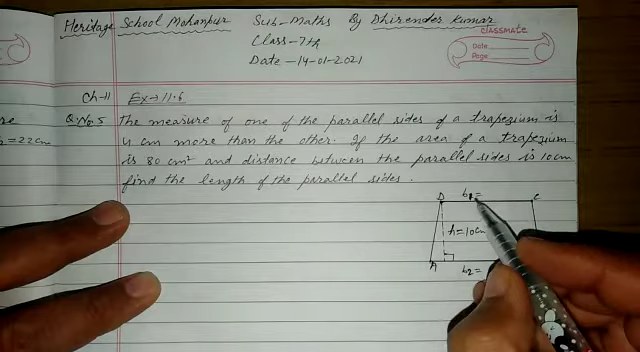 Heritage School Mohanpur Sub-Maths By Dhirender Kumar
Class-7th
Date-14-01-2021
CLASSMATE
Date
Page
Ch-11 Ex→11.6
Q.No.5 The measure of one of the parallel sides of a trapezium is
4 cm more than the other. If the area of a trapezium
is 80 cm² and distance between the parallel sides is 10cm
find the length of the parallel sides.
= 22cm
D b1= C
h=10cm
A b2=